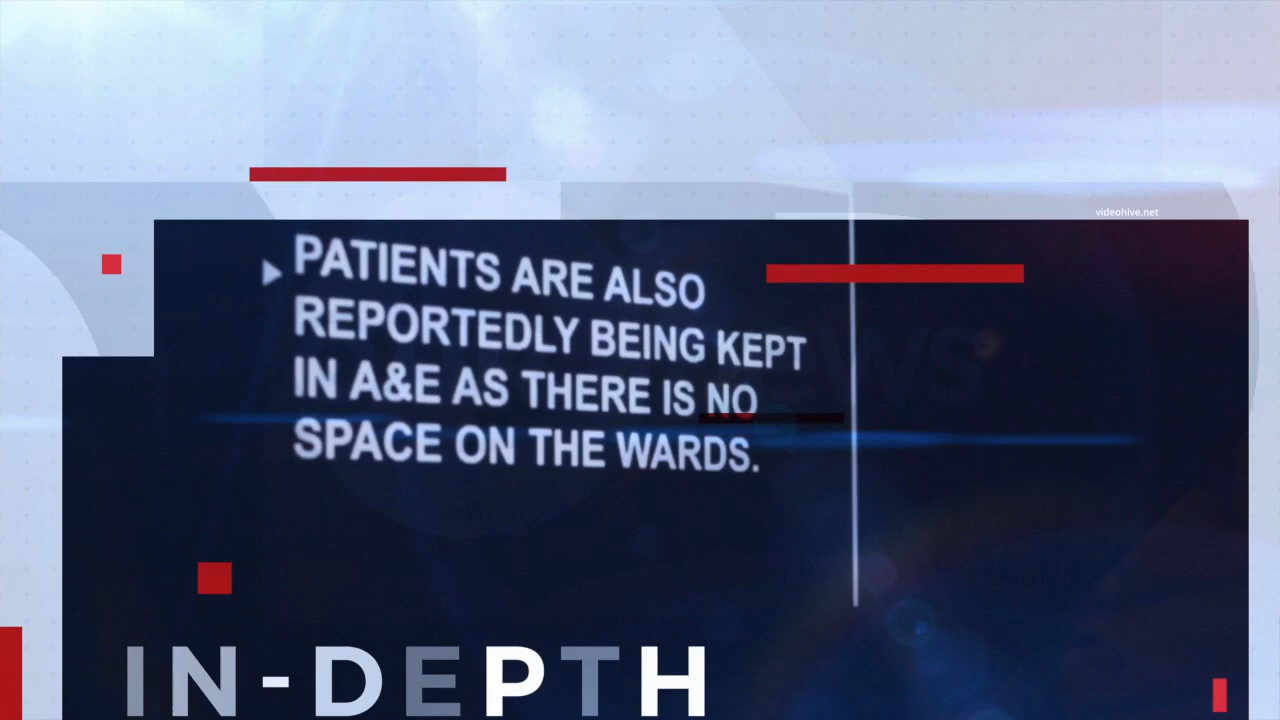 videohive.net
PATIENTS ARE ALSO
REPORTEDLY BEING KEPT
IN A&E AS THERE IS NO
SPACE ON THE WARDS.
IN-DEPTH